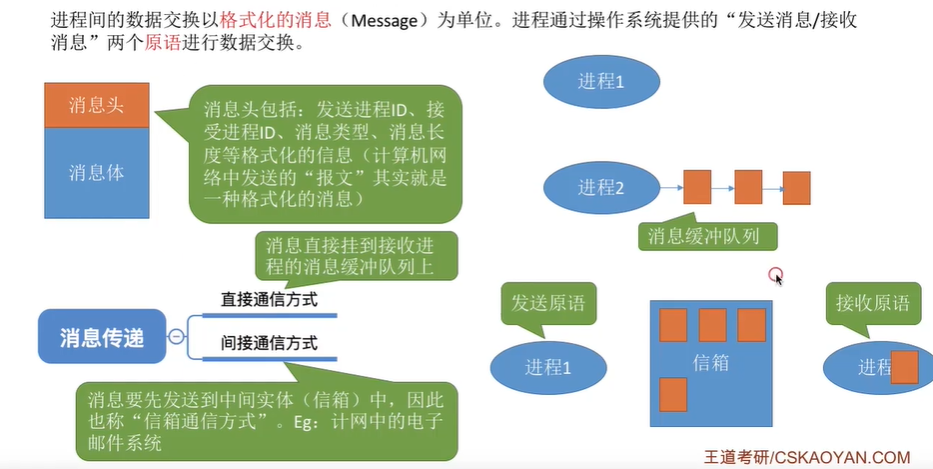 进程间的数据交换以格式化的消息（Message）为单位。进程通过操作系统提供的“发送消息/接收
消息”两个原语进行数据交换。
消息头
消息体
消息头包括：发送进程ID、接
受进程ID、消息类型、消息长
度等格式化的信息（计算机网
络中发送的“报文”其实就是
一种格式化的消息）
进程1
进程2
消息缓冲队列
消息直接挂到接收进
程的消息缓冲队列上
直接通信方式
消息传递
间接通信方式
消息要先发送到中间实体（信箱）中，因此
也称“信箱通信方式”。Eg：计网中的电子
邮件系统
发送原语
进程1
信箱
接收原语
进程
王道考研/CSKAOYAN.COM